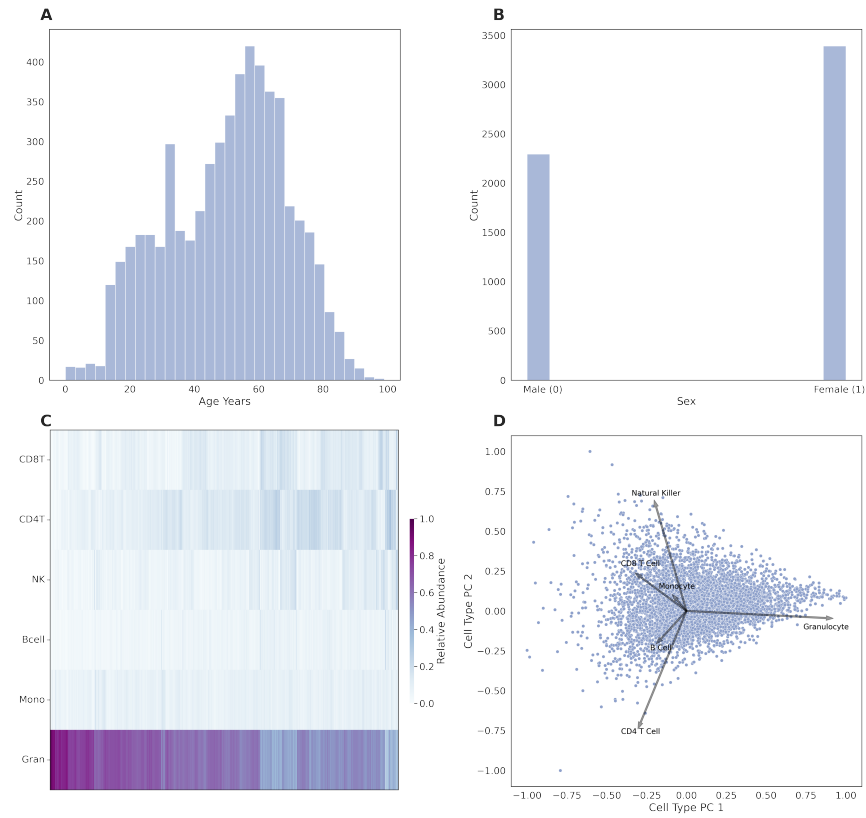 A
Count
400
350
300
250
200
150
100
50
0
0 20 40 60 80 100
Age Years
B
Count
3500
3000
2500
2000
1500
1000
500
0
Male (0) Female (1)
Sex
C
CD8T
CD4T
NK
Bcell
Mono
Gran
1.0
0.8
0.6
0.4
0.2
0.0
Relative Abundance
D
Cell Type PC 2
1.00
0.75
0.50
0.25
0.00
−0.25
−0.50
−0.75
−1.00
Natural Killer
CD8 T Cell
Monocyte
Granulocyte
B Cell
CD4 T Cell
−1.00 −0.75 −0.50 −0.25 0.00 0.25 0.50 0.75 1.00
Cell Type PC 1